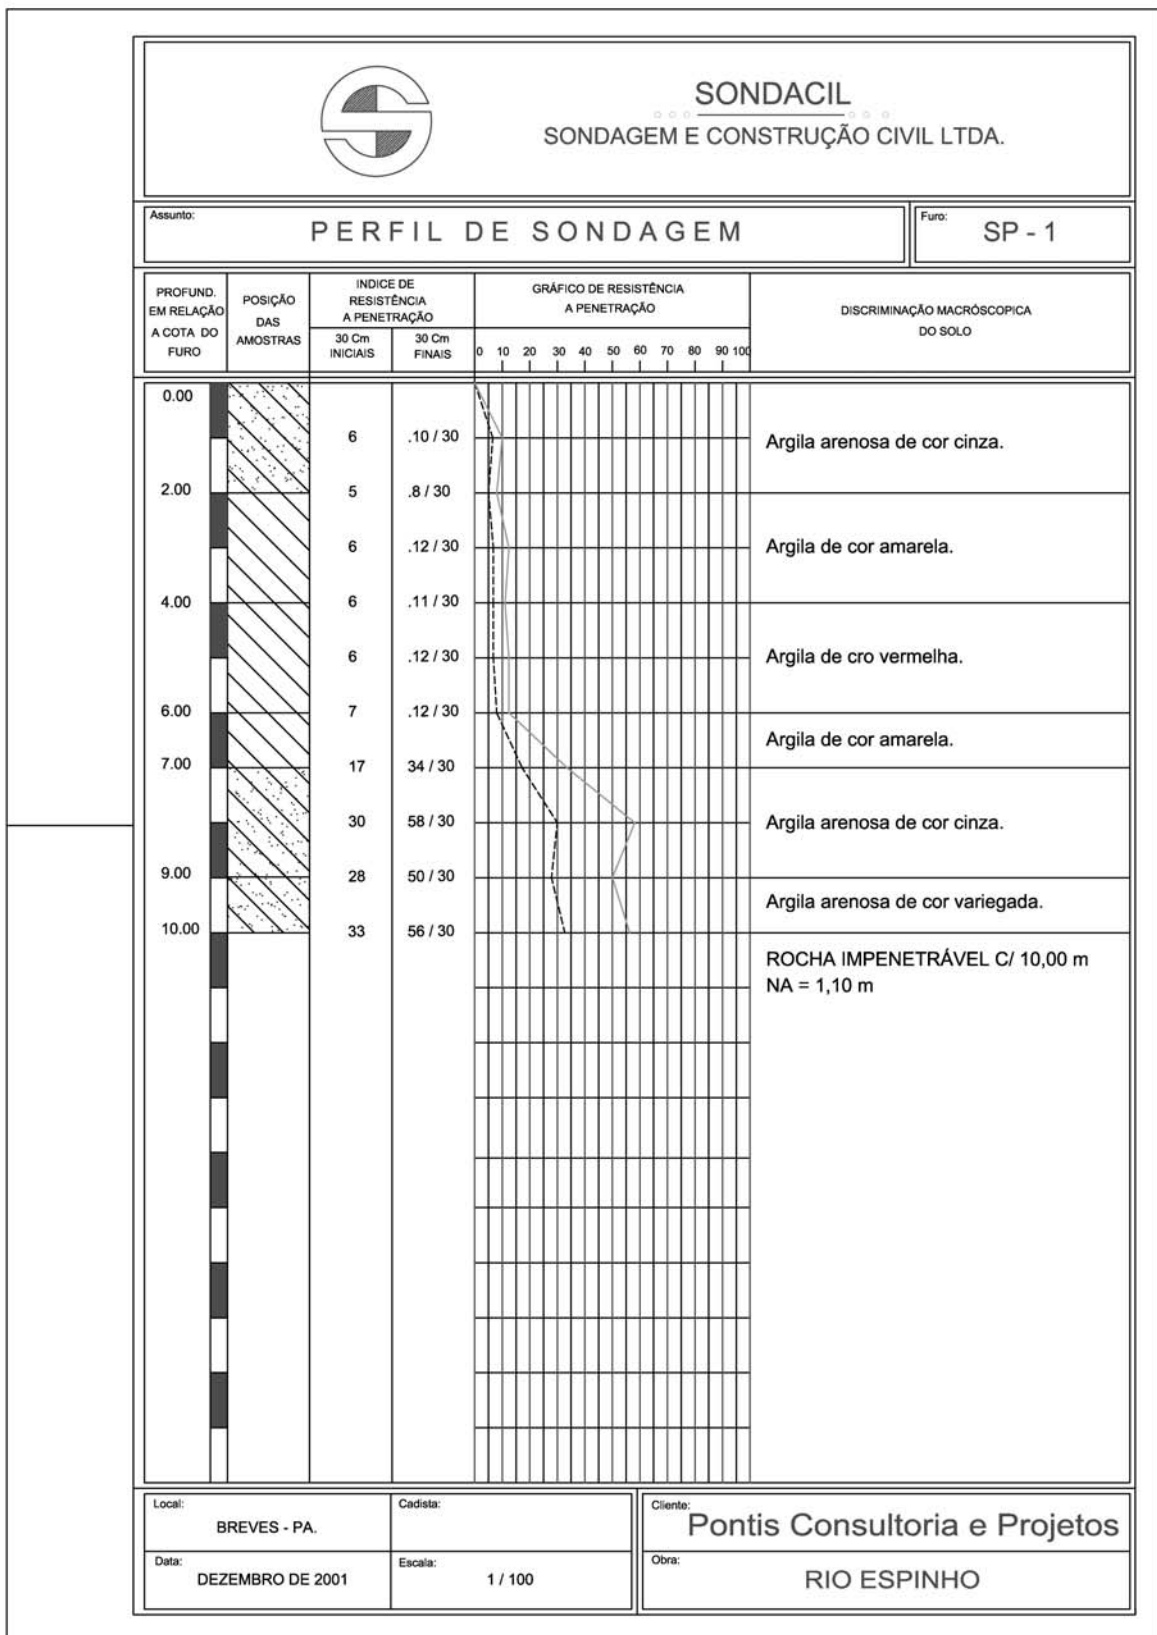 SONDACIL
SONDAGEM E CONSTRUÇÃO CIVIL LTDA.
Assunto:
PERFIL DE SONDAGEM
Furo:
SP - 1
PROFUND.
EM RELAÇÃO
A COTA DO
FURO
POSIÇÃO
DAS
AMOSTRAS
INDICE DE
RESISTÊNCIA
A PENETRAÇÃO
30 Cm
INICIAIS
30 Cm
FINAIS
GRÁFICO DE RESISTÊNCIA
A PENETRAÇÃO
0 10 20 30 40 50 60 70 80 90 100
DISCRIMINAÇÃO MACRÓSCOPICA
DO SOLO
0.00
6 .10 / 30 Argila arenosa de cor cinza.
2.00 5 .8 / 30
6 .12 / 30 Argila de cor amarela.
4.00 6 .11 / 30
6 .12 / 30 Argila de cro vermelha.
6.00 7 .12 / 30
Argila de cor amarela.
7.00 17 34 / 30
30 58 / 30 Argila arenosa de cor cinza.
9.00 28 50 / 30
Argila arenosa de cor variegada.
10.00 33 56 / 30
ROCHA IMPENETRÁVEL C/ 10,00 m
NA = 1,10 m
Local:
BREVES - PA.
Cadista:
Cliente:
Pontis Consultoria e Projetos
Data:
DEZEMBRO DE 2001
Escala:
1 / 100
Obra:
RIO ESPINHO